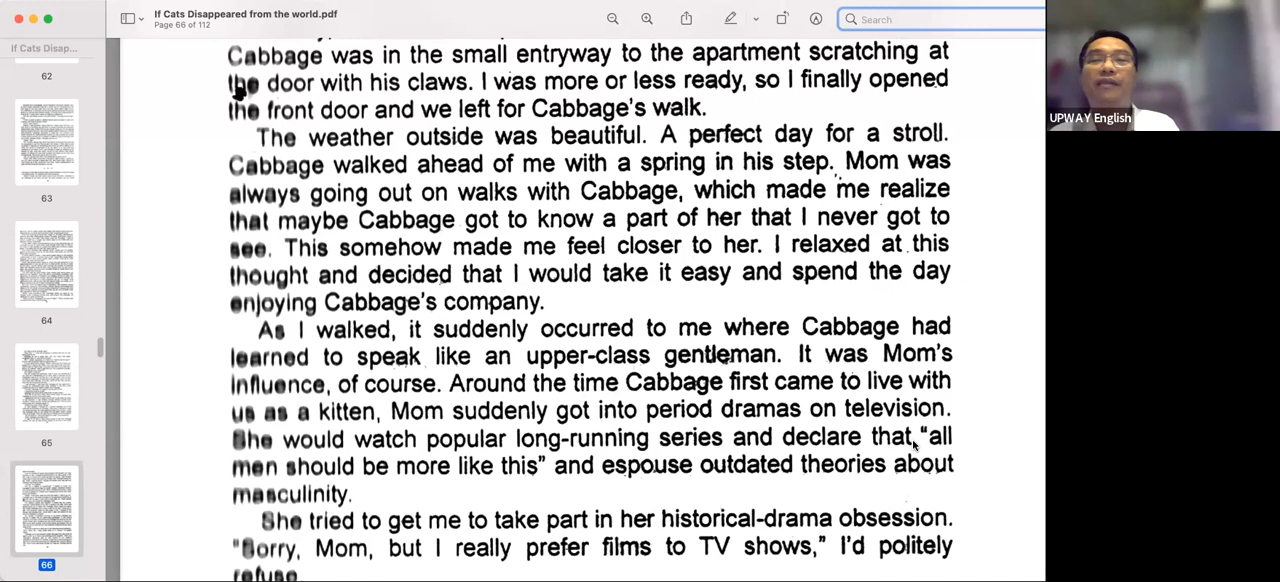 If Cats Disappeared from the world.pdf
Page 66 of 112
Search
If Cats Disap...
62
63
64
65
66
UPWAY English
Cabbage was in the small entryway to the apartment scratching at
the door with his claws. I was more or less ready, so I finally opened
the front door and we left for Cabbage's walk.
The weather outside was beautiful. A perfect day for a stroll.
Cabbage walked ahead of me with a spring in his step. Mom was
always going out on walks with Cabbage, which made me realize
that maybe Cabbage got to know a part of her that I never got to
see. This somehow made me feel closer to her. I relaxed at this
thought and decided that I would take it easy and spend the day
enjoying Cabbage's company.
As I walked, it suddenly occurred to me where Cabbage had
learned to speak like an upper-class gentleman. It was Mom's
influence, of course. Around the time Cabbage first came to live with
us as a kitten, Mom suddenly got into period dramas on television.
She would watch popular long-running series and declare that "all
men should be more like this" and espouse outdated theories about
masculinity.
She tried to get me to take part in her historical-drama obsession.
"Sorry, Mom, but I really prefer films to TV shows," I'd politely
refuse.